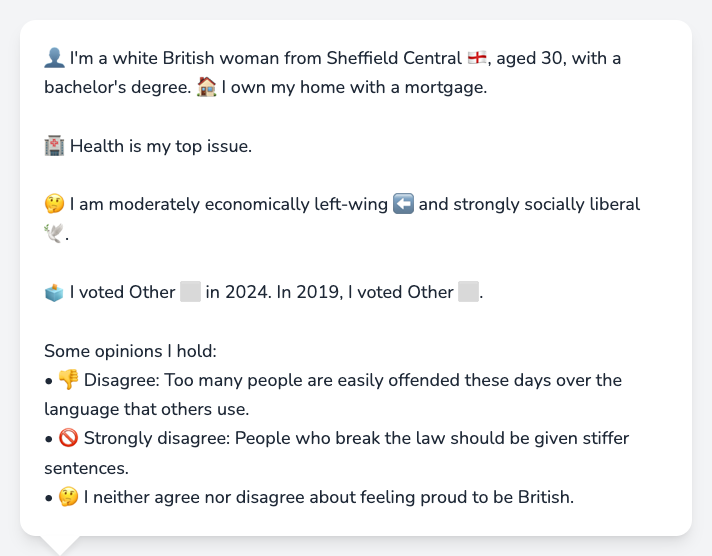 👤 I'm a white British woman from Sheffield Central 🏴󠁧󠁢󠁥󠁮󠁧󠁿, aged 30, with a
bachelor's degree. 🏠 I own my home with a mortgage.
🏥 Health is my top issue.
🤔 I am moderately economically left-wing ⬅️ and strongly socially liberal
🕊️.
🗳️ I voted Other ⬜ in 2024. In 2019, I voted Other ⬜.
Some opinions I hold:
• 👎 Disagree: Too many people are easily offended these days over the
language that others use.
• 🚫 Strongly disagree: People who break the law should be given stiffer
sentences.
• 🤔 I neither agree nor disagree about feeling proud to be British.